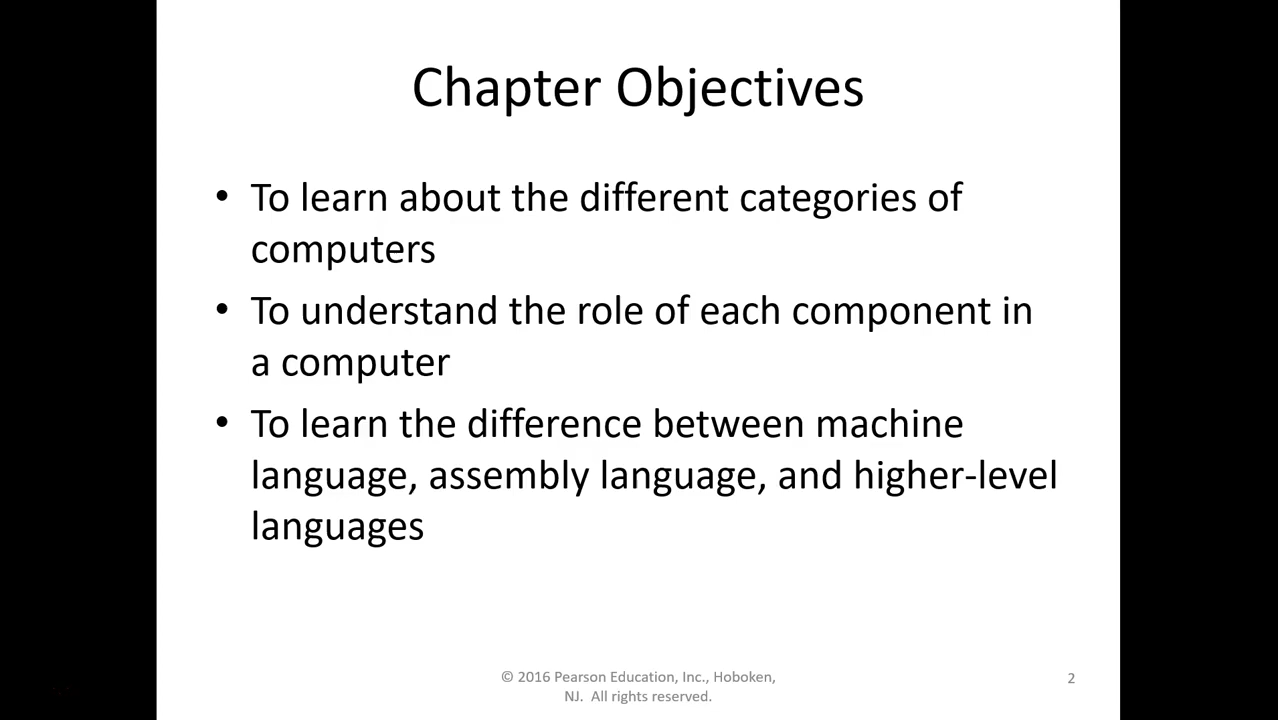 Chapter Objectives
• To learn about the different categories of
computers
• To understand the role of each component in
a computer
• To learn the difference between machine
language, assembly language, and higher-level
languages
© 2016 Pearson Education, Inc., Hoboken,
NJ.  All rights reserved.
2